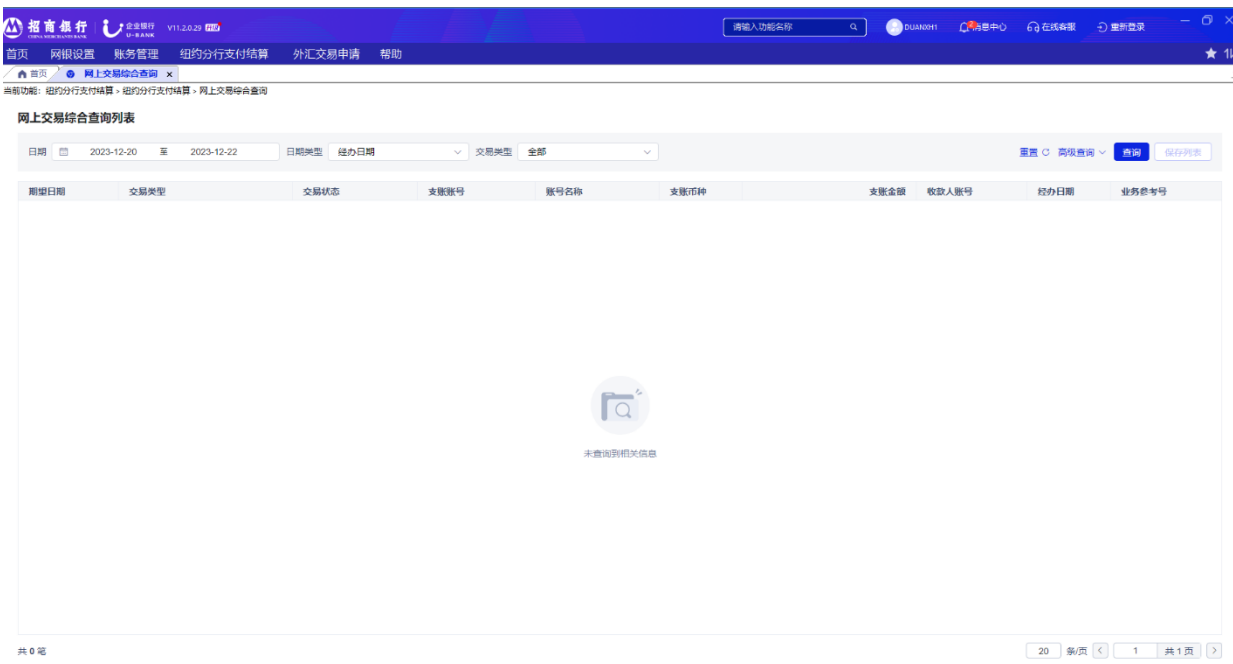 招商银行 企业银行 V11.2.0.29 请输入功能名称 DUANXH1 消息中心 在线客服 重新登录
CHINA MERCHANTS BANK U-BANK
首页 网银设置 账务管理 纽约分行支付结算 外汇交易申请 帮助
首页 网上交易综合查询 x
当前功能: 纽约分行支付结算 > 纽约分行支付结算 > 网上交易综合查询
网上交易综合查询列表
日期 2023-12-20 至 2023-12-22 日期类型 经办日期 交易类型 全部 重置 高级查询 查询 保存列表
期望日期 交易类型 交易状态 支账账号 账号名称 支账币种 支账金额 收款人账号 经办日期 业务参考号
未查询到相关信息
共 0 笔 20 条/页 1 共 1 页